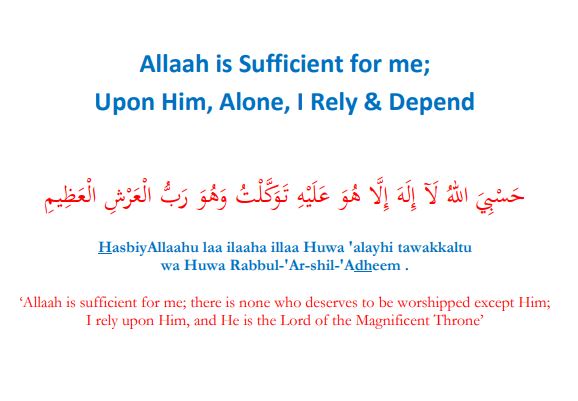 Allaah is Sufficient for me;
Upon Him, Alone, I Rely & Depend
حَسْبِيَ اللهُ لَآ إِلَهَ إِلَّا هُوَ عَلَيْهِ تَوَكَّلْتُ وَهُوَ رَبُّ الْعَرْشِ الْعَظِيمِ
HasbiyAllaahu laa ilaaha illaa Huwa 'alayhi tawakkaltu
wa Huwa Rabbul-'Ar-shil-'Adheem .
‘Allaah is sufficient for me; there is none who deserves to be worshipped except Him;
I rely upon Him, and He is the Lord of the Magnificent Throne’